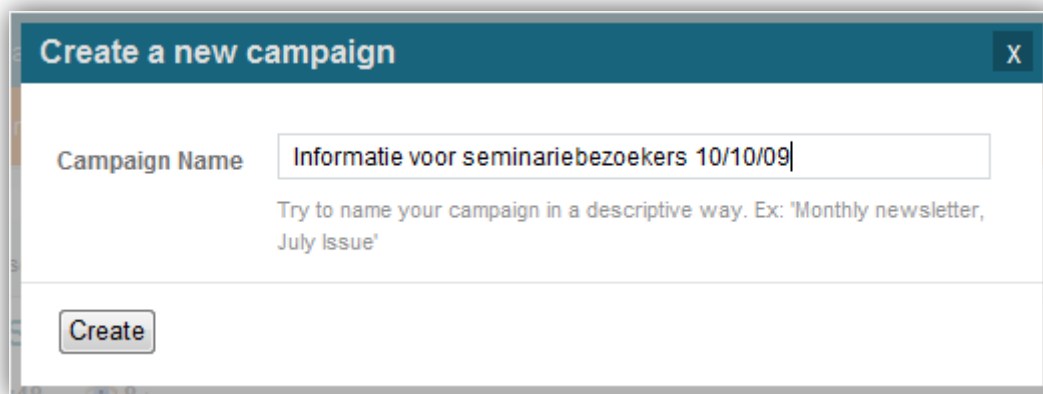 Create a new campaign
X
Campaign Name
Informatie voor seminariebezoekers 10/10/09
Try to name your campaign in a descriptive way. Ex: 'Monthly newsletter,
July Issue'
Create